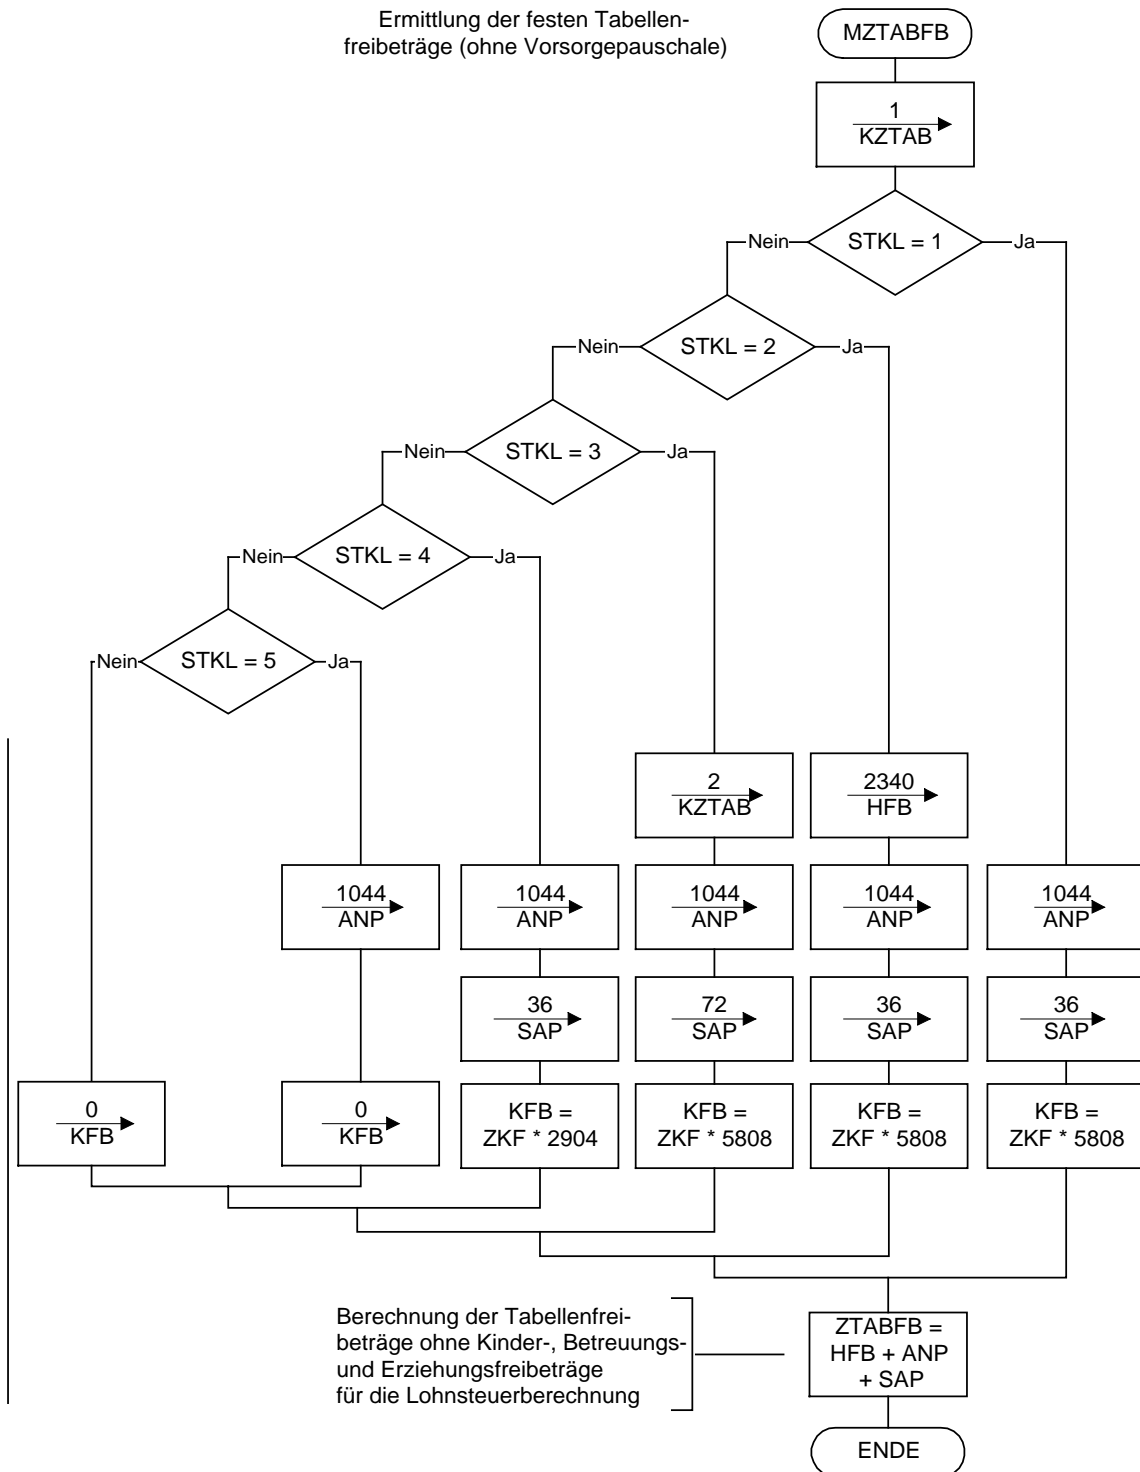 Ermittlung der festen Tabellen-
freibeträge (ohne Vorsorgepauschale)
MZTABFB
1
KZTAB
STKL = 1
Nein
Ja
STKL = 2
Nein
Ja
STKL = 3
Nein
Ja
STKL = 4
Nein
Ja
STKL = 5
Nein
Ja
2
KZTAB
2340
HFB
1044
ANP
1044
ANP
1044
ANP
1044
ANP
1044
ANP
36
SAP
72
SAP
36
SAP
36
SAP
0
KFB
0
KFB
KFB =
ZKF * 2904
KFB =
ZKF * 5808
KFB =
ZKF * 5808
KFB =
ZKF * 5808
Berechnung der Tabellenfrei-
beträge ohne Kinder-, Betreuungs-
und Erziehungsfreibeträge
für die Lohnsteuerberechnung
ZTABFB =
HFB + ANP
+ SAP
ENDE